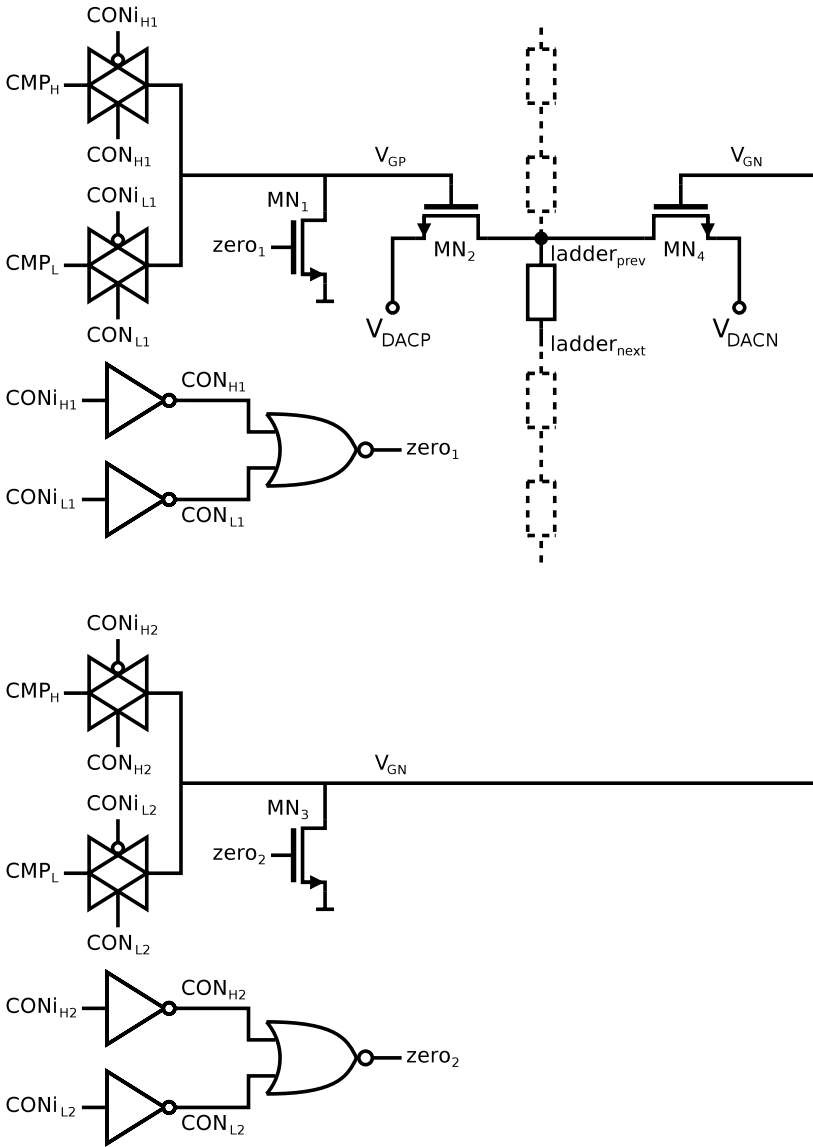 CONiH1
CMPH
CONH1
VGP
VGN
CONiL1
MN1
zero1
CMPL
MN2
ladderprev
MN4
CONL1
VDACP
laddernext
VDACN
CONiH1
CONH1
zero1
CONiL1
CONL1
CONiH2
CMPH
CONH2
VGN
CONiL2
MN3
zero2
CMPL
CONL2
CONiH2
CONH2
zero2
CONiL2
CONL2